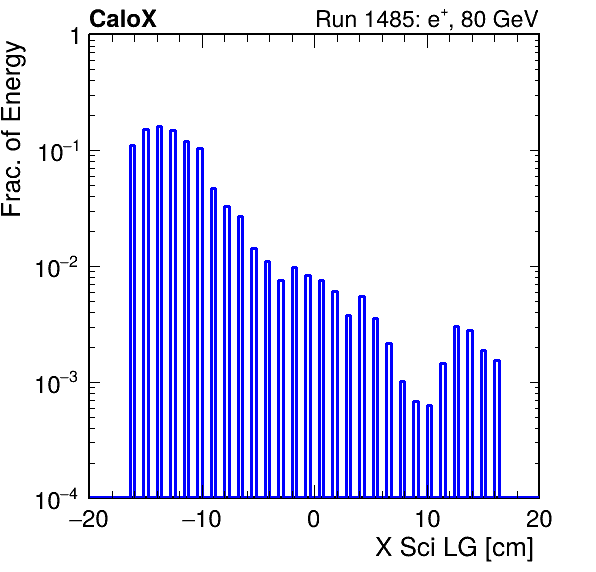 CaloX Run 1485: e⁺, 80 GeV
Frac. of Energy
1
10⁻¹
10⁻²
10⁻³
10⁻⁴
−20 −10 0 10 20
X Sci LG [cm]